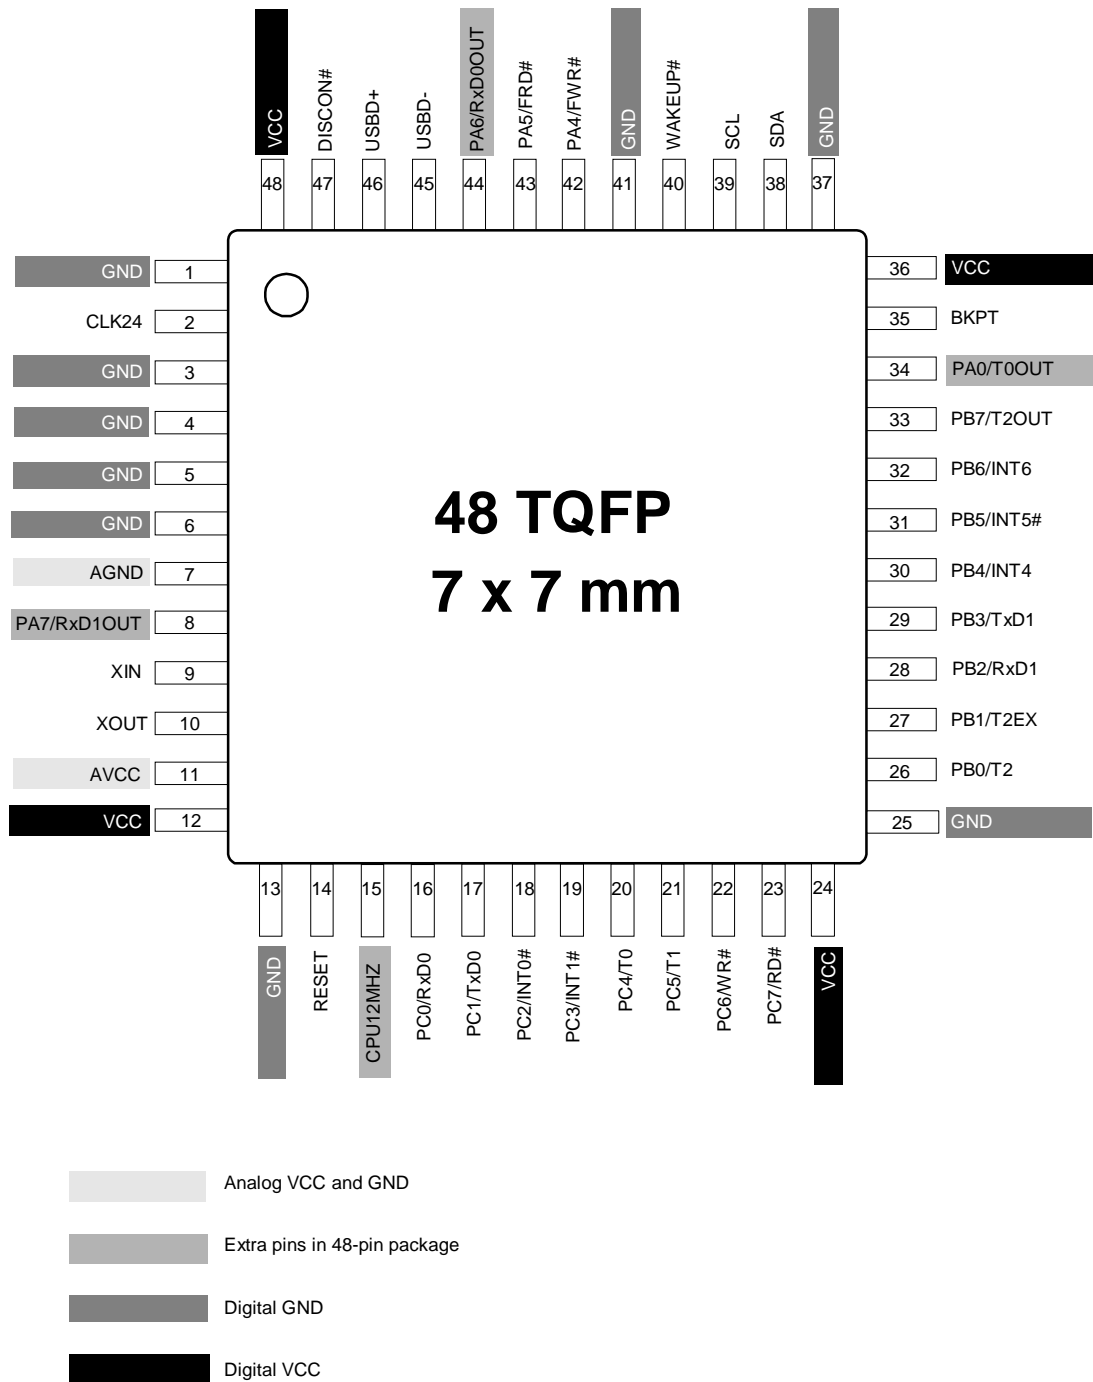 VCC
DISCON#
USBD+
USBD-
PA6/RxD0OUT
PA5/FRD#
PA4/FWR#
GND
WAKEUP#
SCL
SDA
GND
48 47 46 45 44 43 42 41 40 39 38 37
GND 1
CLK24 2
GND 3
GND 4
GND 5
GND 6
AGND 7
PA7/RxD1OUT 8
XIN 9
XOUT 10
AVCC 11
VCC 12
48 TQFP
7 x 7 mm
36 VCC
35 BKPT
34 PA0/T0OUT
33 PB7/T2OUT
32 PB6/INT6
31 PB5/INT5#
30 PB4/INT4
29 PB3/TxD1
28 PB2/RxD1
27 PB1/T2EX
26 PB0/T2
25 GND
13 14 15 16 17 18 19 20 21 22 23 24
GND
RESET
CPU12MHZ
PC0/RxD0
PC1/TxD0
PC2/INT0#
PC3/INT1#
PC4/T0
PC5/T1
PC6/WR#
PC7/RD#
VCC
Analog VCC and GND
Extra pins in 48-pin package
Digital GND
Digital VCC